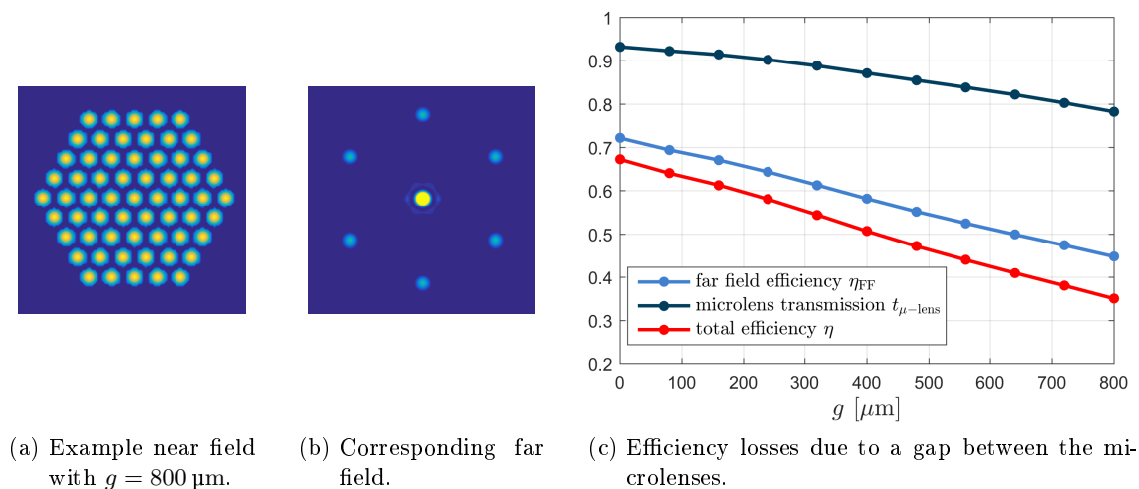 1
0.9
0.8
0.7
0.6
0.5
0.4
0.3
0.2
far field efficiency η_FF
microlens transmission t_μ−lens
total efficiency η
0 100 200 300 400 500 600 700 800
g [μm]
(a) Example near field
with g = 800 μm.
(b) Corresponding far
field.
(c) Efficiency losses due to a gap between the mi-
crolenses.